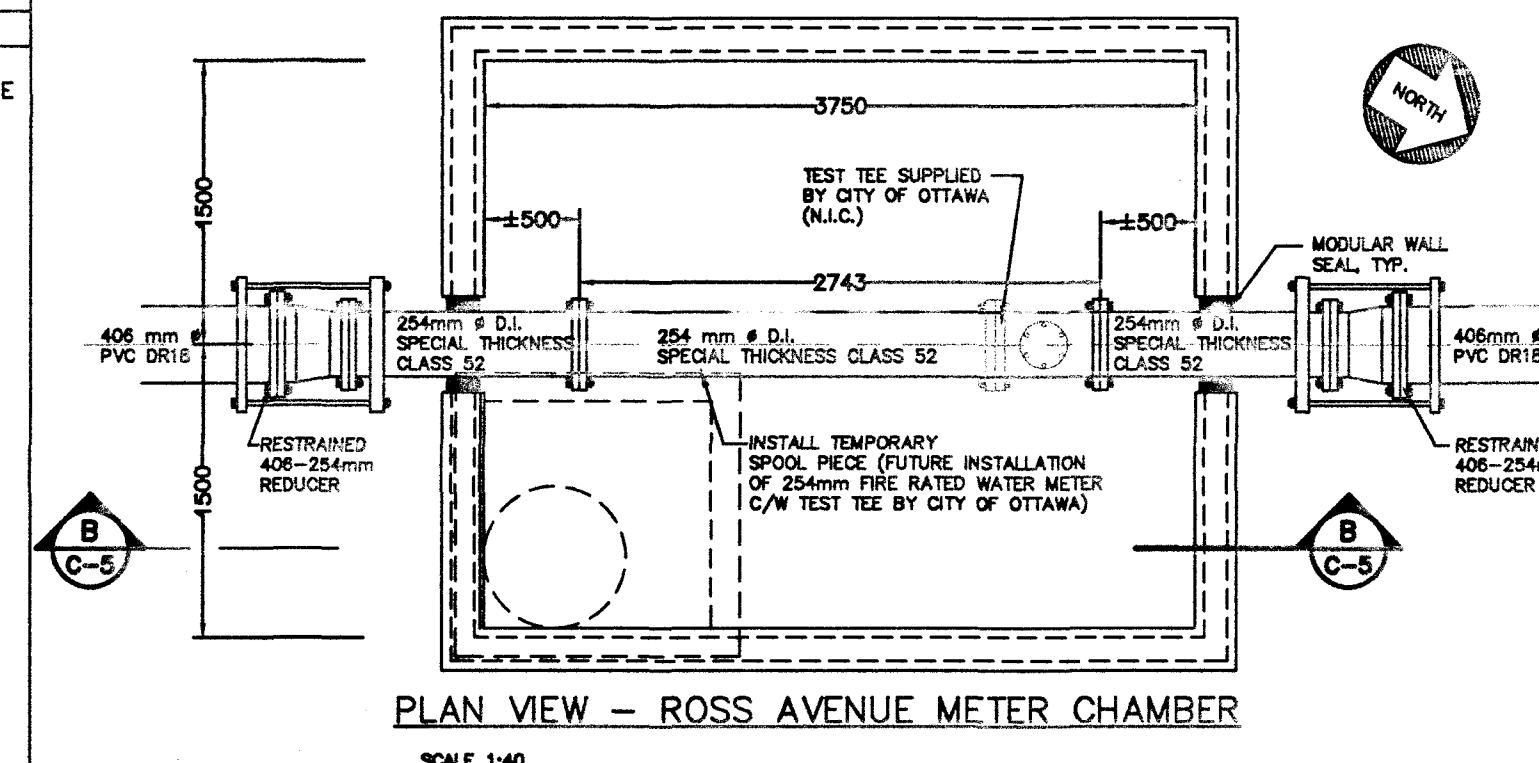 E
3750
NORTH
TEST TEE SUPPLIED
BY CITY OF OTTAWA
(N.I.C.)
1500
±500
±500
MODULAR WALL
SEAL, TYP.
2743
406 mm ø
PVC DR18
254mm ø D.I.
SPECIAL THICKNESS
CLASS 52
254 mm ø D.I.
SPECIAL THICKNESS CLASS 52
254mm ø D.I.
SPECIAL THICKNESS
CLASS 52
406mm ø
PVC DR18
RESTRAINED
406-254mm
REDUCER
INSTALL TEMPORARY
SPOOL PIECE (FUTURE INSTALLATION
OF 254mm FIRE RATED WATER METER
C/W TEST TEE BY CITY OF OTTAWA)
RESTRAIN
406-254
REDUCER
1500
B
C-5
B
C-5
PLAN VIEW - ROSS AVENUE METER CHAMBER
SCALE 1:40